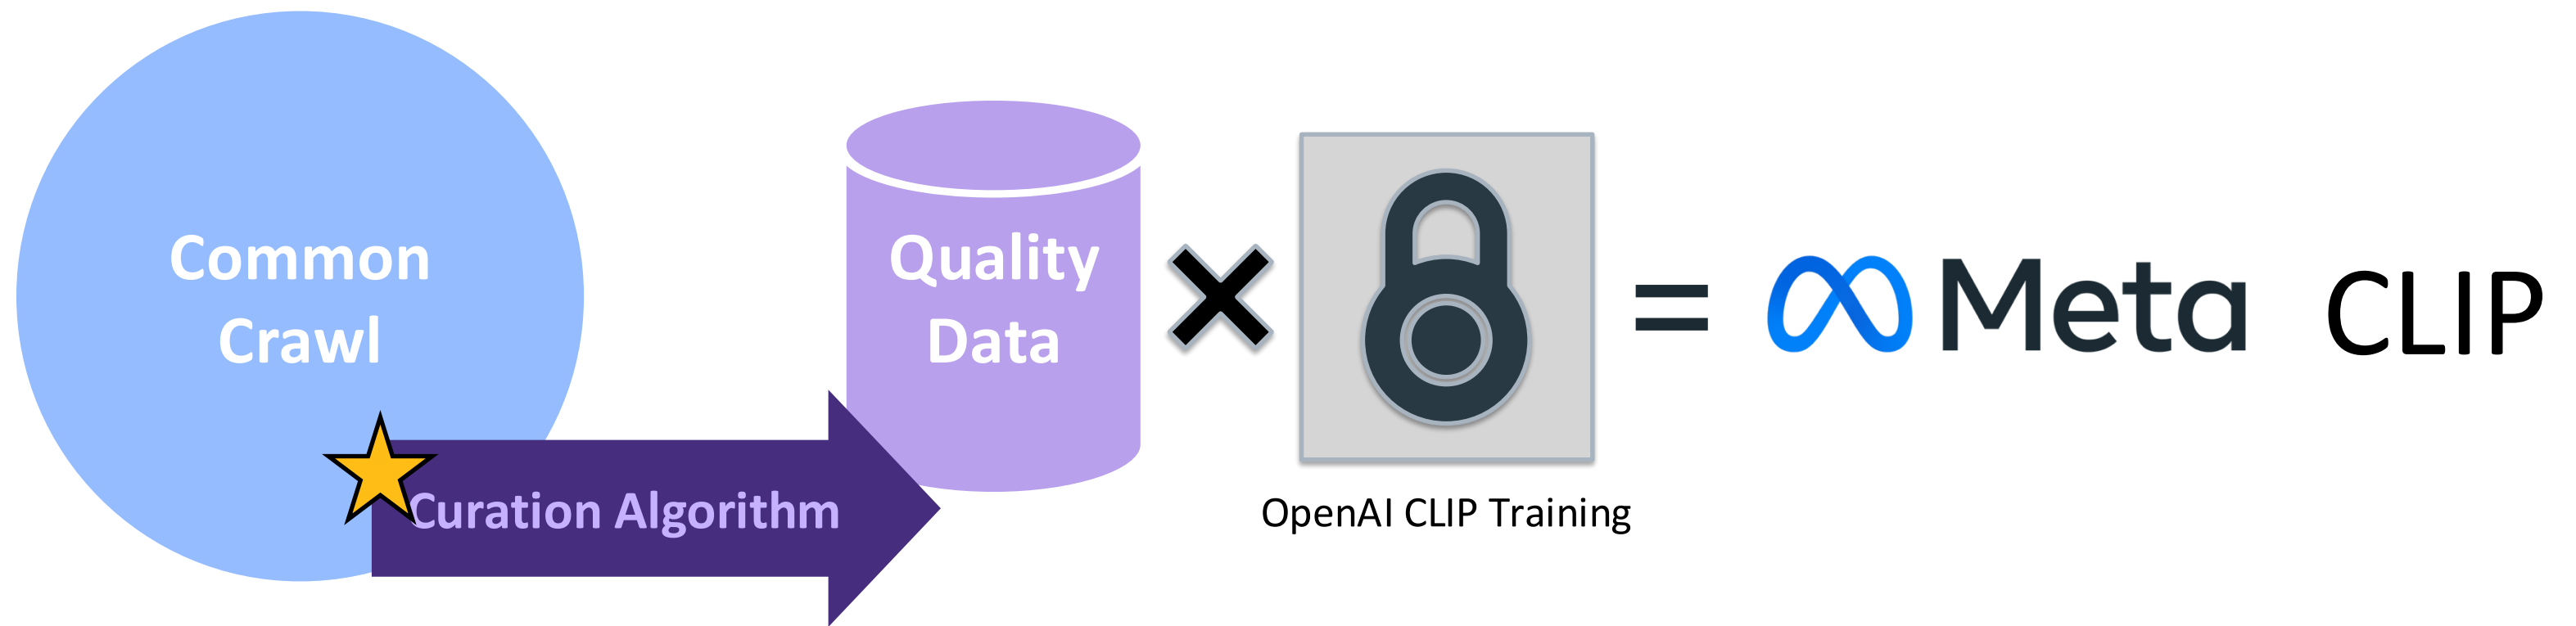 Common
Crawl
Curation Algorithm
Quality
Data
OpenAI CLIP Training
=
Meta CLIP